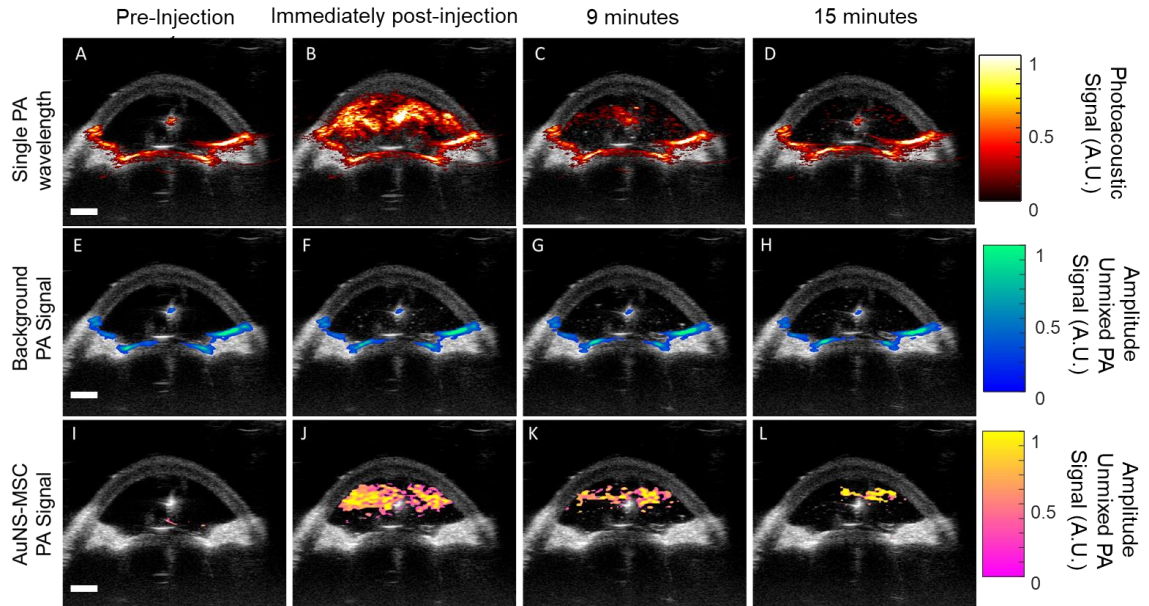 Pre-Injection
Immediately post-injection
9 minutes
15 minutes
Single PA
wavelength
A
B
C
D
1
0.5
0
Photoacoustic
Signal (A.U.)
Background
PA Signal
E
F
G
H
1
0.5
0
Amplitude
Unmixed PA
Signal (A.U.)
AuNS-MSC
PA Signal
I
J
K
L
1
0.5
0
Amplitude
Unmixed PA
Signal (A.U.)